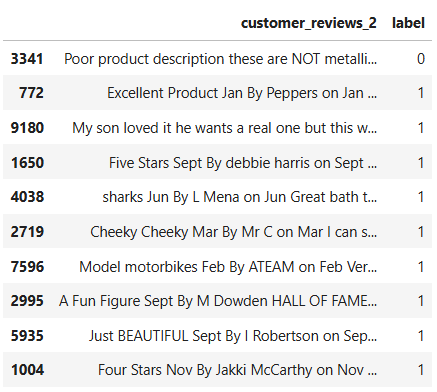 customer_reviews_2 label
3341 Poor product description these are NOT metalli... 0
772 Excellent Product Jan By Peppers on Jan ... 1
9180 My son loved it he wants a real one but this w... 1
1650 Five Stars Sept By debbie harris on Sept ... 1
4038 sharks Jun By L Mena on Jun Great bath t... 1
2719 Cheeky Cheeky Mar By Mr C on Mar I can s... 1
7596 Model motorbikes Feb By ATEAM on Feb Ver... 1
2995 A Fun Figure Sept By M Dowden HALL OF FAME... 1
5935 Just BEAUTIFUL Sept By I Robertson on Sep... 1
1004 Four Stars Nov By Jakki McCarthy on Nov ... 1